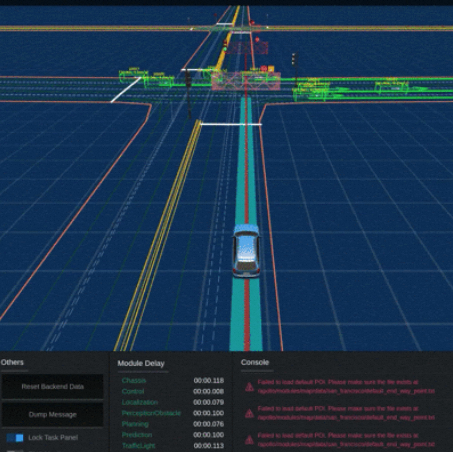 Others
Reset Backend Data
Dump Message
Lock Task Panel
Module Delay
Chassis 00:00.116
Control 00:00.008
Localization 00:00.079
PerceptionObstacle 00:00.100
Planning 00:00.076
Prediction 00:00.100
TrafficLight 00:00.113
Console
Failed to load default POI. Please make sure the file exists at
/apollo/modules/map/data/san_francisco/default_end_way_point.txt
Failed to load default POI. Please make sure the file exists at
/apollo/modules/map/data/san_francisco/default_end_way_point.txt
Failed to load default POI. Please make sure the file exists at
/apollo/modules/map/data/san_francisco/default_end_way_point.txt